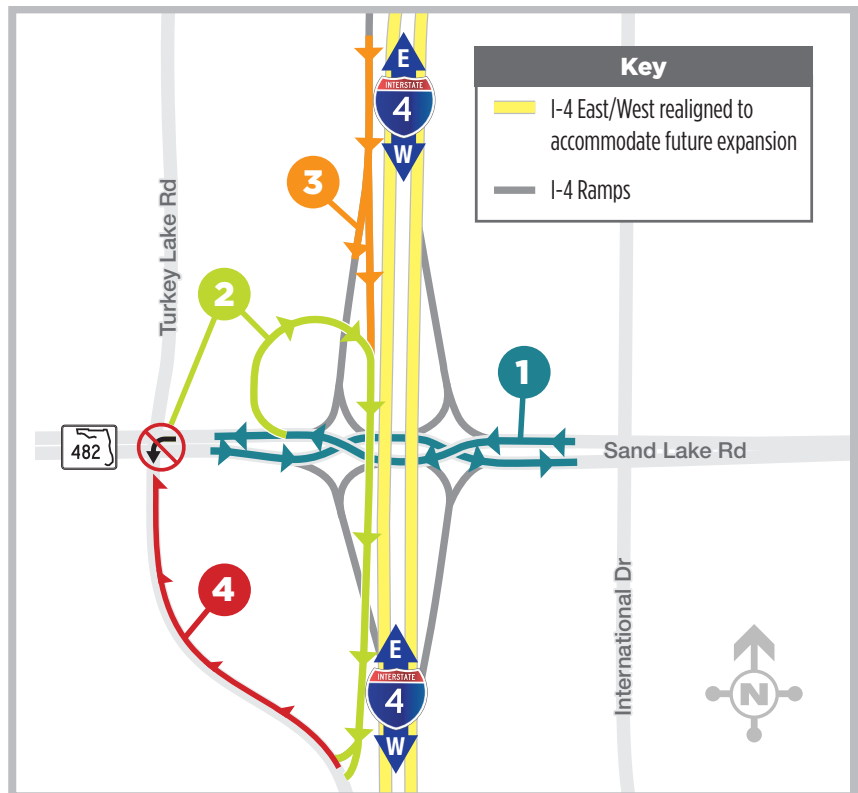 E
INTERSTATE
4
W
Key
I-4 East/West realigned to
accommodate future expansion
I-4 Ramps
3
Turkey Lake Rd
2
1
482
Sand Lake Rd
4
E
INTERSTATE
4
W
International Dr
N